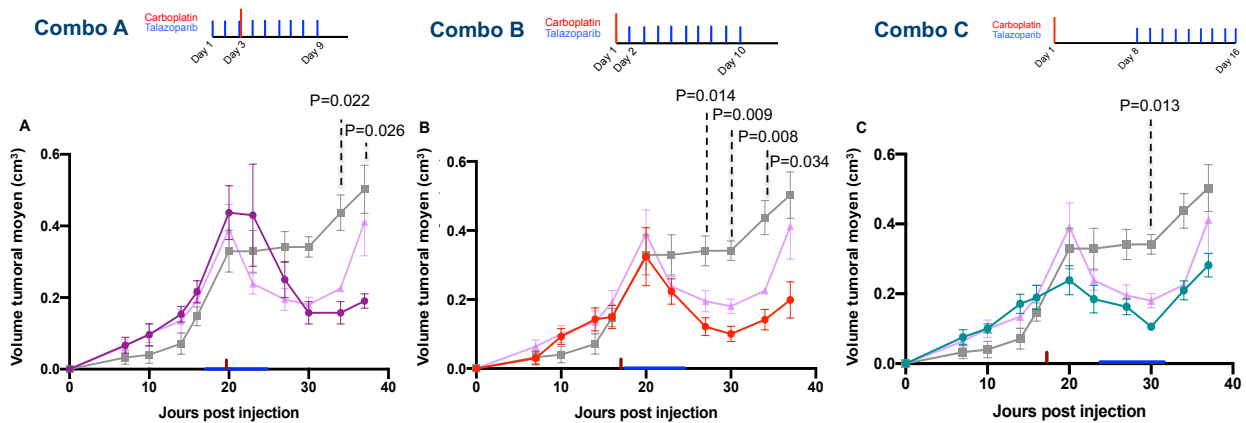 Combo A
Carboplatin
Talazoparib
Day 1
Day 3
Day 9
Combo B
Carboplatin
Talazoparib
Day 1
Day 2
Day 10
Combo C
Carboplatin
Talazoparib
Day 1
Day 8
Day 16
A
P=0.022
P=0.026
Volume tumoral moyen (cm³)
0.6
0.4
0.2
0.0
0
10
20
30
40
Jours post injection
B
P=0.014
P=0.009
P=0.008
P=0.034
Volume tumoral moyen (cm³)
0.6
0.4
0.2
0.0
0
10
20
30
40
Jours post injection
C
P=0.013
Volume tumoral moyen (cm³)
0.6
0.4
0.2
0.0
0
10
20
30
40
Jours post injection